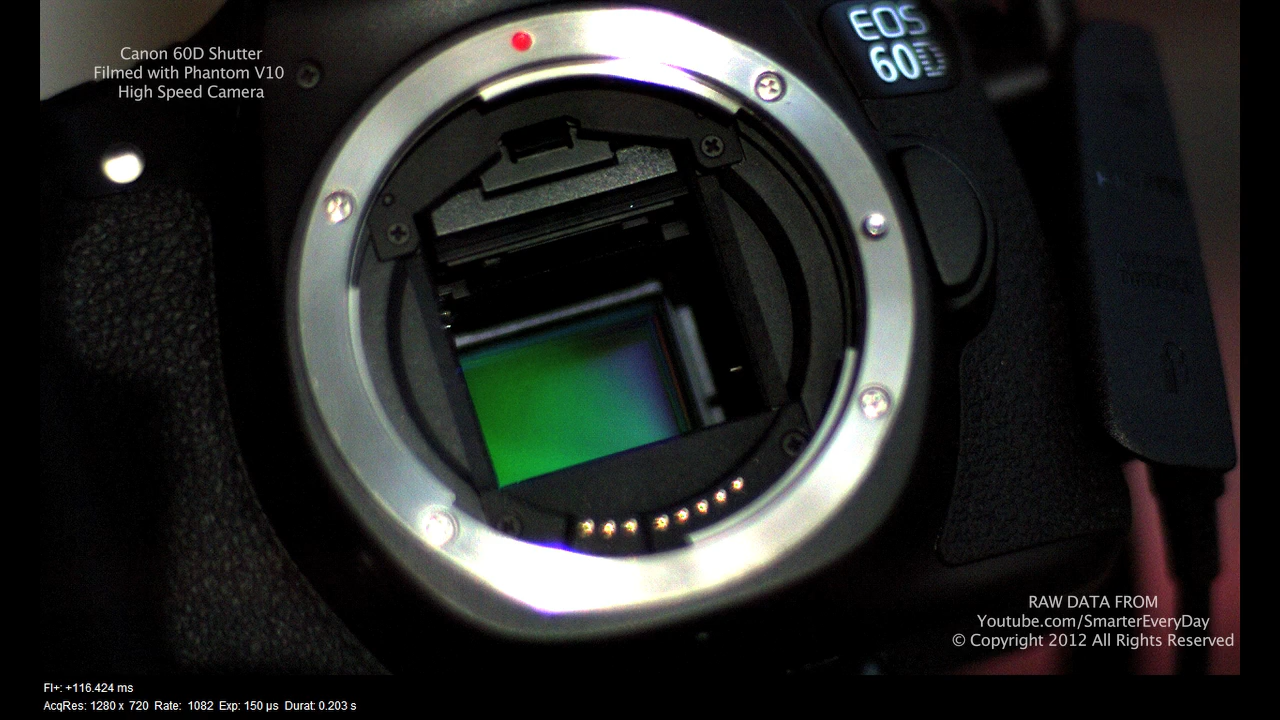 Canon 60D Shutter
Filmed with Phantom V10
High Speed Camera
EOS
60D
RAW DATA FROM
Youtube.com/SmarterEveryDay
© Copyright 2012 All Rights Reserved
FI+: +116.424 ms
AcqRes: 1280 x 720 Rate: 1082 Exp: 150 µs Durat: 0.203 s